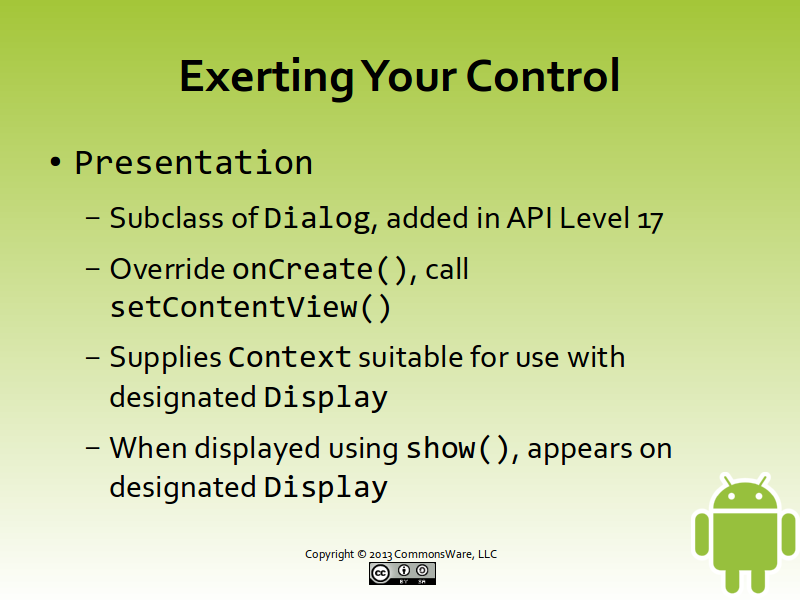 Exerting Your Control
• Presentation
– Subclass of Dialog, added in API Level 17
– Override onCreate(), call
setContentView()
– Supplies Context suitable for use with
designated Display
– When displayed using show(), appears on
designated Display
Copyright © 2013 CommonsWare, LLC
cc BY SA